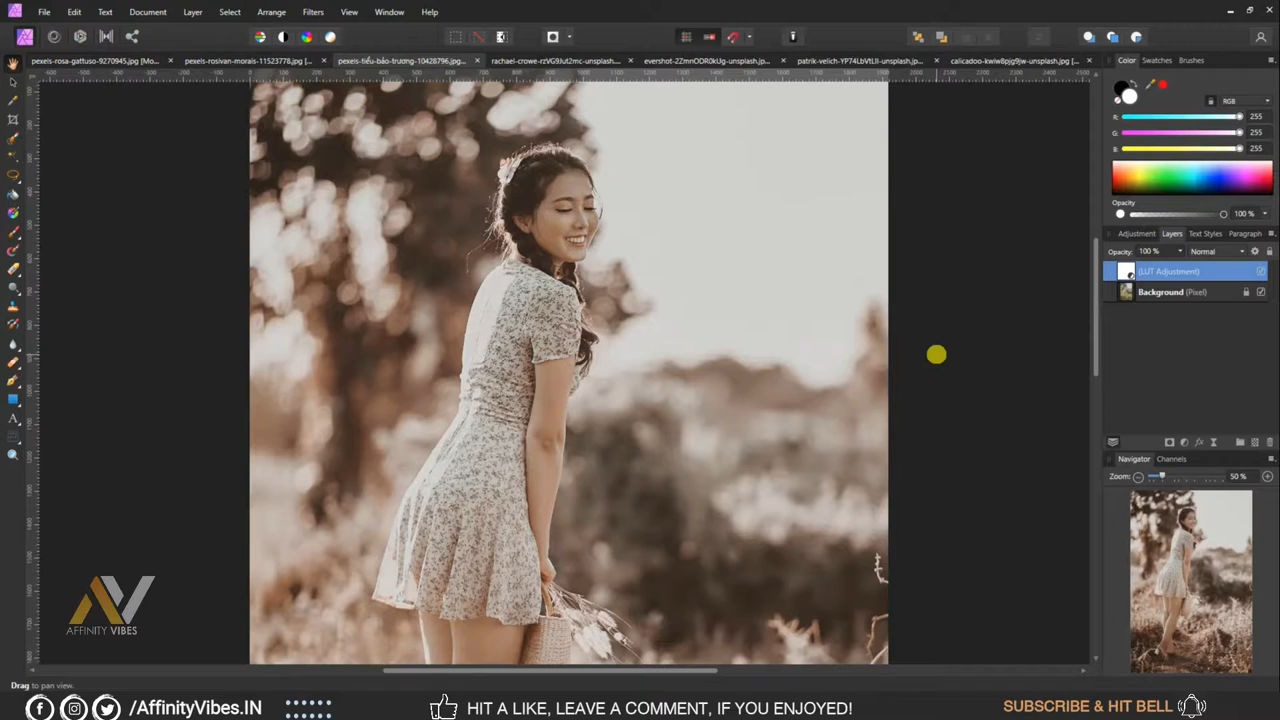 File Edit Text Document Layer Select Arrange Filters View Window Help
pexels-rosa-gattuso-9270945.jpg [Mo...
pexels-rosivan-morais-11523778.jpg [...
pexels-tiểu-bảo-trương-10428796.jpg...
rachael-crowe-rzVG9Jut2mc-unsplash....
evershot-2ZmnODR0kUg-unsplash.jp...
patrik-velich-YP74LbVtLII-unsplash.jp...
calicadoo-kwiw8pjg9jw-unsplash.jpg [...
Color Swatches Brushes
RGB
R: 255
G: 255
B: 255
Opacity
100 %
Adjustment Layers Text Styles Paragraph
Opacity: 100 % Normal
(LUT Adjustment)
Background (Pixel)
Navigator Channels
Zoom: 50 %
AV
AFFINITY VIBES
Drag to pan view.
/AffinityVibes.IN
HIT A LIKE, LEAVE A COMMENT, IF YOU ENJOYED!
SUBSCRIBE & HIT BELL